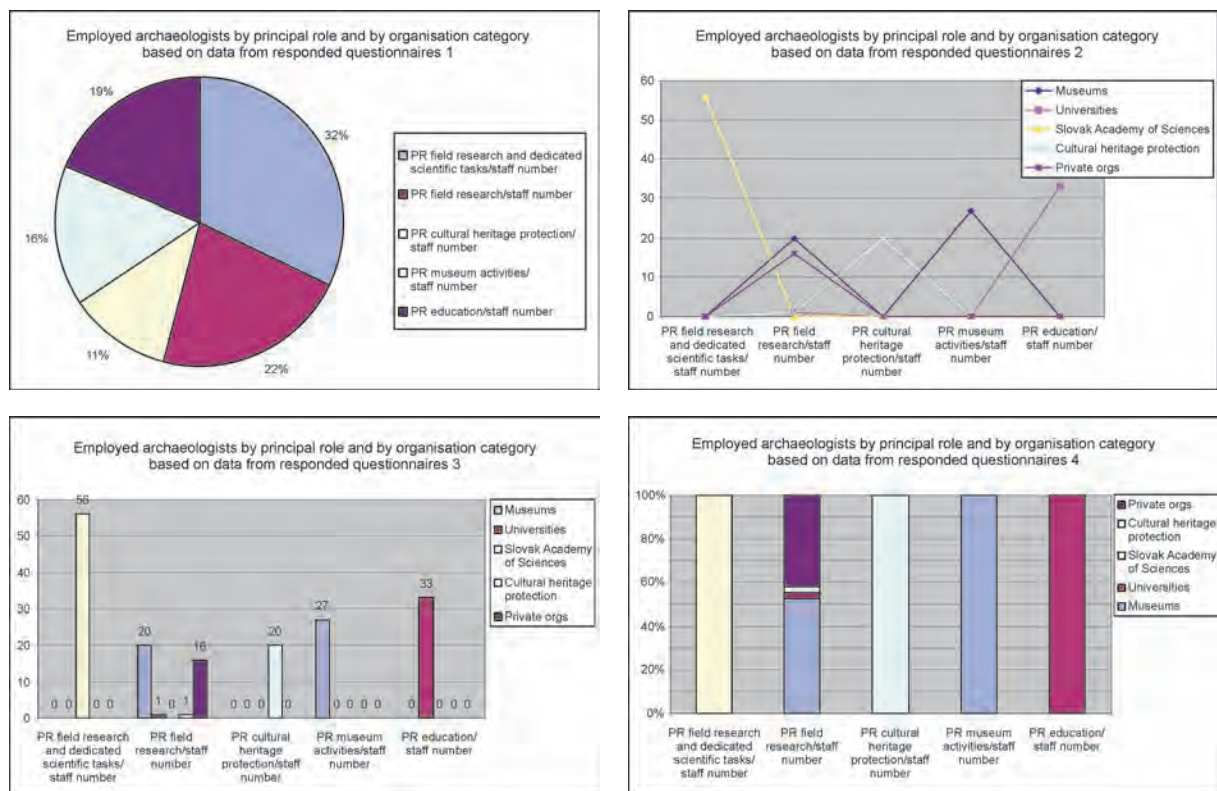 Employed archaeologists by principal role and by organisation category
based on data from responded questionnaires 1
19%
32%
16%
11%
22%
PR field research and dedicated
scientific tasks/staff number
PR field research/staff number
PR cultural heritage protection/
staff number
PR museum activities/
staff number
PR education/staff number
Employed archaeologists by principal role and by organisation category
based on data from responded questionnaires 2
60
50
40
30
20
10
0
Museums
Universities
Slovak Academy of Sciences
Cultural heritage protection
Private orgs
PR field research
and dedicated
scientific tasks/
staff number
PR field
research/staff
number
PR cultural
heritage
protection/staff
number
PR museum
activities/staff
number
PR education/
staff number
Employed archaeologists by principal role and by organisation category
based on data from responded questionnaires 3
60
50
40
30
20
10
0
0 0 56 0 0
20 1 0 1 16
0 0 0 20 0
27 0 0 0 0
0 33 0 0 0
Museums
Universities
Slovak Academy
of Sciences
Cultural heritage
protection
Private orgs
PR field research
and dedicated
scientific tasks/
staff number
PR field
research/staff
number
PR cultural
heritage
protection/staff
number
PR museum
activities/staff
number
PR education/
staff number
Employed archaeologists by principal role and by organisation category
based on data from responded questionnaires 4
100%
80%
60%
40%
20%
0%
Private orgs
Cultural heritage
protection
Slovak Academy
of Sciences
Universities
Museums
PR field research
and dedicated
scientific tasks/
staff number
PR field
research/staff
number
PR cultural
heritage
protection/staff
number
PR museum
activities/staff
number
PR education/
staff number